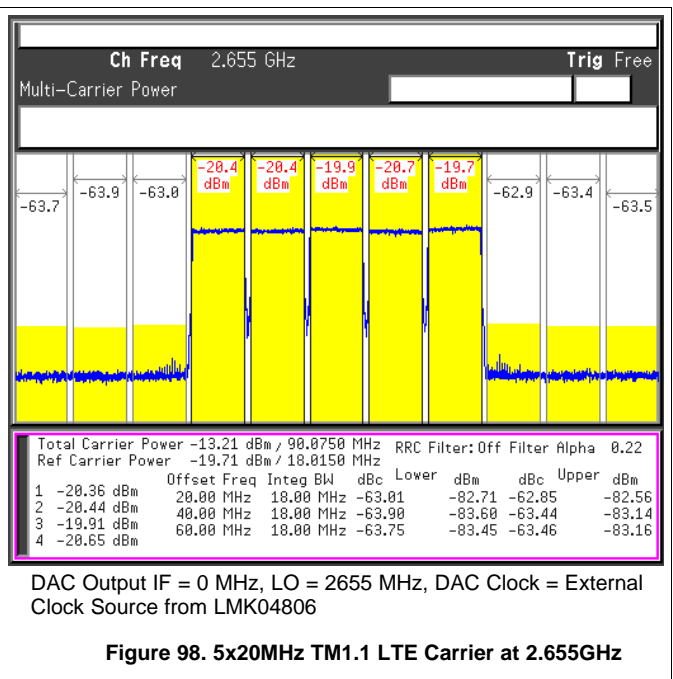 Ch Freq 2.655 GHz Trig Free
Multi-Carrier Power
-20.4 dBm -20.4 dBm -19.9 dBm -20.7 dBm -19.7 dBm
-63.7 -63.9 -63.0 -62.9 -63.4 -63.5
Total Carrier Power -13.21 dBm / 90.0750 MHz RRC Filter: Off Filter Alpha 0.22
Ref Carrier Power -19.71 dBm / 18.0150 MHz
Offset Freq Integ BW dBc Lower dBm dBc Upper dBm
1 -20.36 dBm 20.00 MHz 18.00 MHz -63.01 -82.71 -62.85 -82.56
2 -20.44 dBm 40.00 MHz 18.00 MHz -63.90 -83.60 -63.44 -83.14
3 -19.91 dBm 60.00 MHz 18.00 MHz -63.75 -83.45 -63.46 -83.16
4 -20.65 dBm
DAC Output IF = 0 MHz, LO = 2655 MHz, DAC Clock = External
Clock Source from LMK04806
Figure 98. 5x20MHz TM1.1 LTE Carrier at 2.655GHz